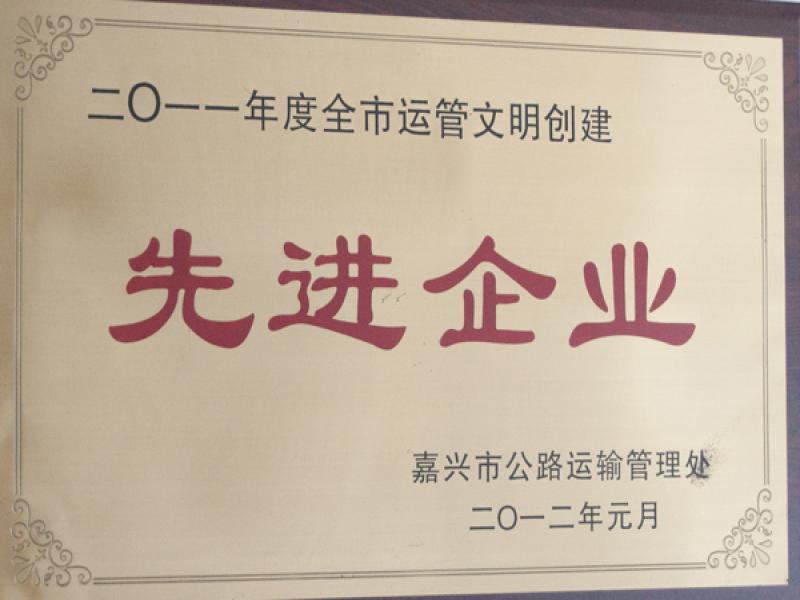 二〇一一年度全市运管文明创建
先进企业
嘉兴市公路运输管理处
二〇一二年元月